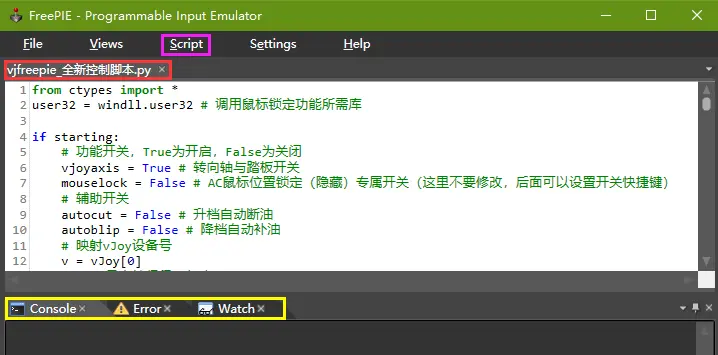 FreePIE - Programmable Input Emulator
File Views Script Settings Help
vjfreepie_全新控制脚本.py ×
1 from ctypes import *
2 user32 = windll.user32 # 调用鼠标锁定功能所需库
3
4 if starting:
5 # 功能开关，True为开启，False为关闭
6 vjoyaxis = True # 转向轴与踏板开关
7 mouselock = False # AC鼠标位置锁定（隐藏）专属开关（这里不要修改，后面可以设置开关快捷键）
8 # 辅助开关
9 autocut = False # 升档自动断油
10 autoblip = False # 降档自动补油
11 # 映射vJoy设备号
12 v = vJoy[0]
Console × Error × Watch ×